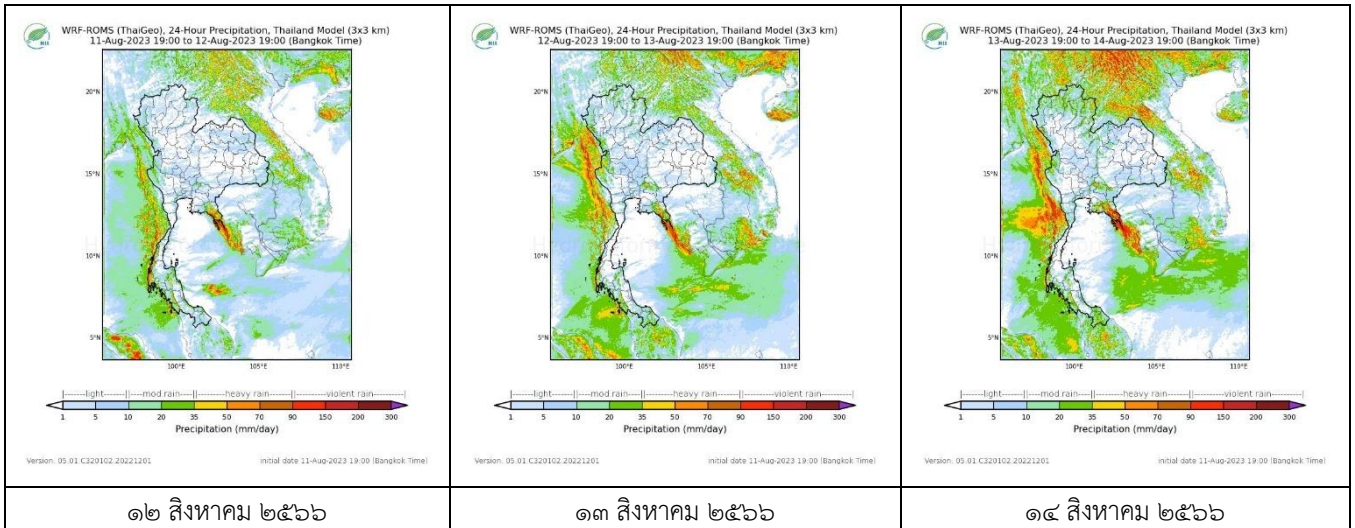 HII
WRF-ROMS (ThaiGeo), 24-Hour Precipitation, Thailand Model (3x3 km)
11-Aug-2023 19:00 to 12-Aug-2023 19:00 (Bangkok Time)
20°N
15°N
10°N
5°N
100°E 105°E 110°E
|------light------||---mod rain---||------heavy rain------||------violent rain------|
1 5 10 20 35 50 70 90 150 200 300
Precipitation (mm/day)
Version: 05.01.C320102.20221201 initial date 11-Aug-2023 19:00 (Bangkok Time)
๑๒ สิงหาคม ๒๕๖๖
HII
WRF-ROMS (ThaiGeo), 24-Hour Precipitation, Thailand Model (3x3 km)
12-Aug-2023 19:00 to 13-Aug-2023 19:00 (Bangkok Time)
20°N
15°N
10°N
5°N
100°E 105°E 110°E
|------light------||---mod rain---||------heavy rain------||------violent rain------|
1 5 10 20 35 50 70 90 150 200 300
Precipitation (mm/day)
Version: 05.01.C320102.20221201 initial date 11-Aug-2023 19:00 (Bangkok Time)
๑๓ สิงหาคม ๒๕๖๖
HII
WRF-ROMS (ThaiGeo), 24-Hour Precipitation, Thailand Model (3x3 km)
13-Aug-2023 19:00 to 14-Aug-2023 19:00 (Bangkok Time)
20°N
15°N
10°N
5°N
100°E 105°E 110°E
|------light------||---mod rain---||------heavy rain------||------violent rain------|
1 5 10 20 35 50 70 90 150 200 300
Precipitation (mm/day)
Version: 05.01.C320102.20221201 initial date 11-Aug-2023 19:00 (Bangkok Time)
๑๔ สิงหาคม ๒๕๖๖